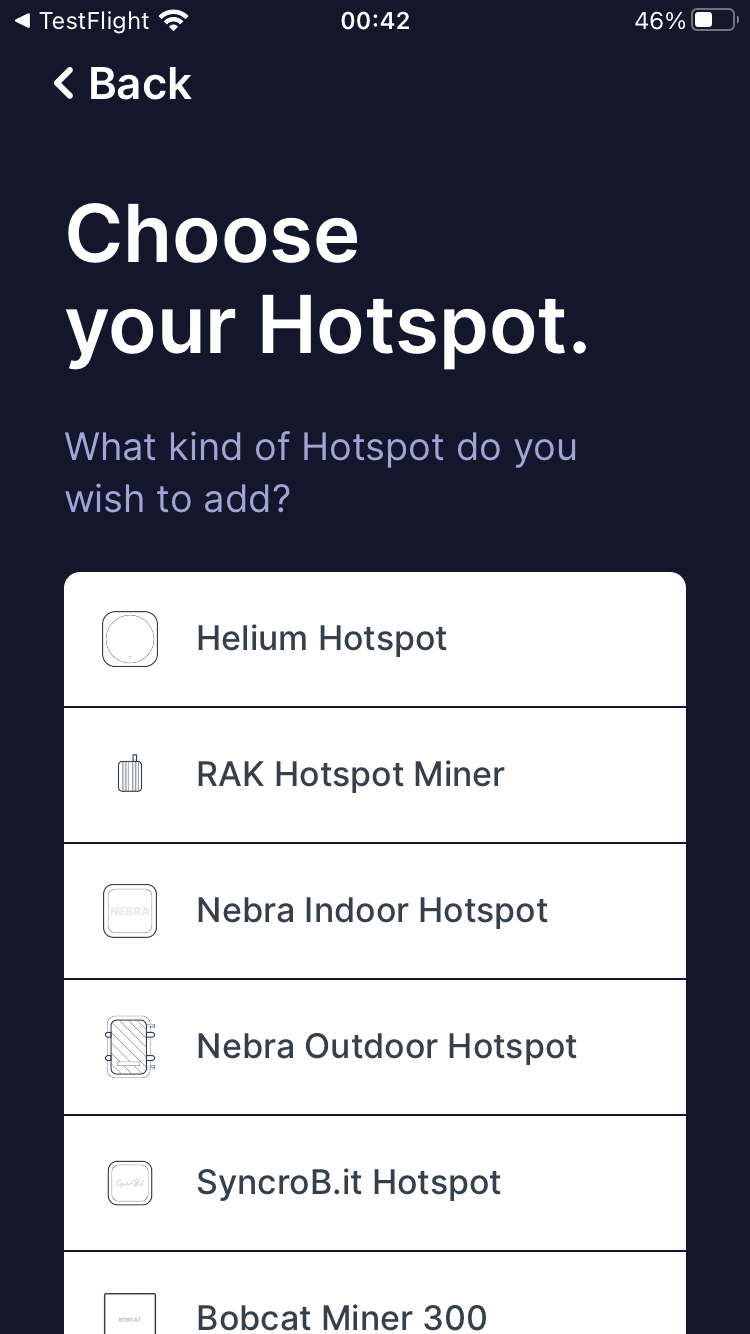 TestFlight
00:42
46%
Back
Choose
your Hotspot.
What kind of Hotspot do you
wish to add?
Helium Hotspot
RAK Hotspot Miner
NEBRA
Nebra Indoor Hotspot
Nebra Outdoor Hotspot
SyncroB.it Hotspot
BOBCAT
Bobcat Miner 300